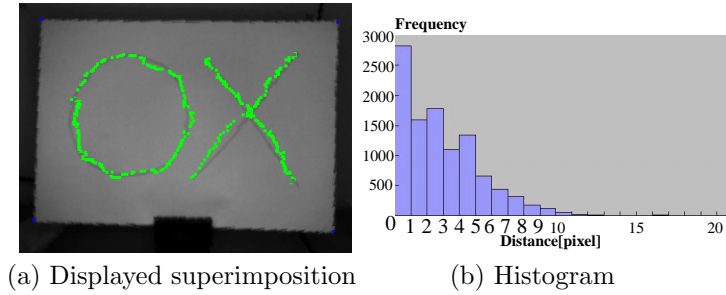 OX
Frequency
3000
2500
2000
1500
1000
500
0 1 2 3 4 5 6 7 8 9 10 15 20
Distance[pixel]
(a) Displayed superimposition (b) Histogram